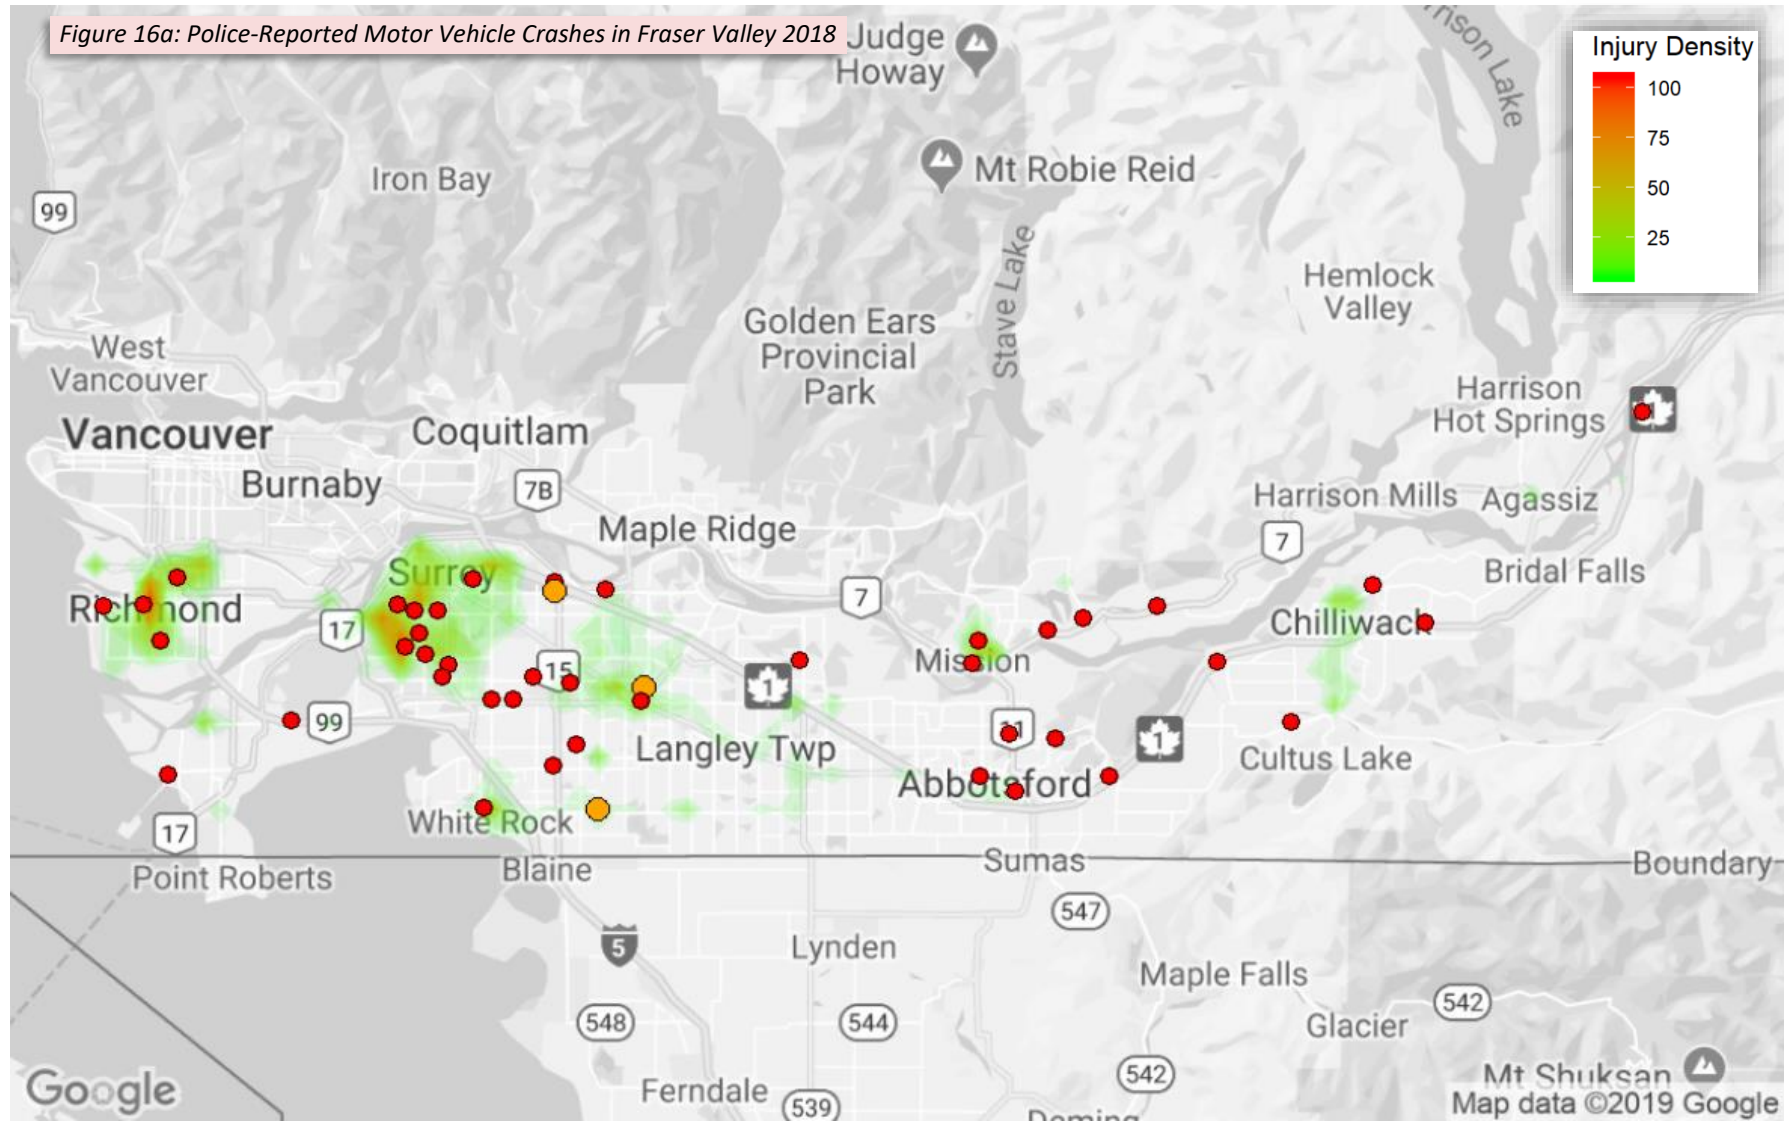 Figure 16a: Police-Reported Motor Vehicle Crashes in Fraser Valley 2018
Judge
Howay
Injury Density
100
75
50
25
Mt Robie Reid
Iron Bay
99
Stave Lake
Hemlock
Valley
Golden Ears
Provincial
Park
West
Vancouver
Harrison
Hot Springs
Vancouver
Coquitlam
Burnaby
7B
Harrison Mills
Agassiz
Maple Ridge
7
Surrey
Bridal Falls
Richmond
7
17
Chilliwack
15
Mission
1
99
11
1
Langley Twp
Cultus Lake
Abbotsford
White Rock
17
Sumas
Boundary
Point Roberts
Blaine
547
5
Lynden
Maple Falls
548
544
542
Glacier
Google
Ferndale
542
Mt Shuksan
539
Map data ©2019 Google